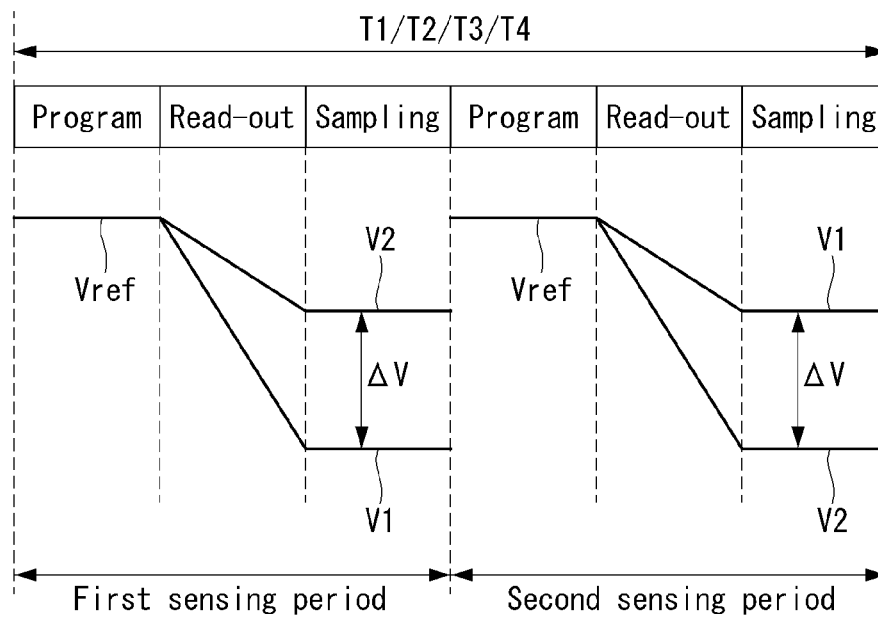 T1/T2/T3/T4
Program Read-out Sampling Program Read-out Sampling
V2 V1
Vref Vref
ΔV ΔV
V1 V2
First sensing period Second sensing period